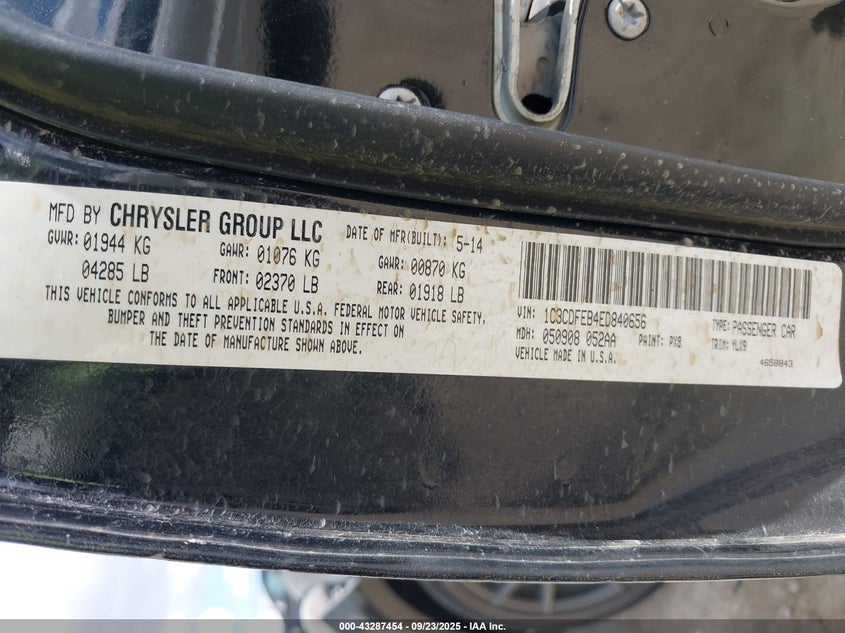 MFD BY CHRYSLER GROUP LLC DATE OF MFR(BUILT): 5-14
GVWR: 01944 KG GAWR: 01076 KG GAWR: 00870 KG
04285 LB FRONT: 02370 LB REAR: 01918 LB
THIS VEHICLE CONFORMS TO ALL APPLICABLE U.S.A. FEDERAL MOTOR VEHICLE SAFETY,
BUMPER AND THEFT PREVENTION STANDARDS IN EFFECT ON
THE DATE OF MANUFACTURE SHOWN ABOVE.
VIN: 1C3CDFEB4ED840656 TYPE: PASSENGER CAR
MDH: 050908 052AA PAINT: PX8 TRIM: MLX9
VEHICLE MADE IN U.S.A. 4658843
000-43287454 - 09/23/2025 - © IAA Inc.